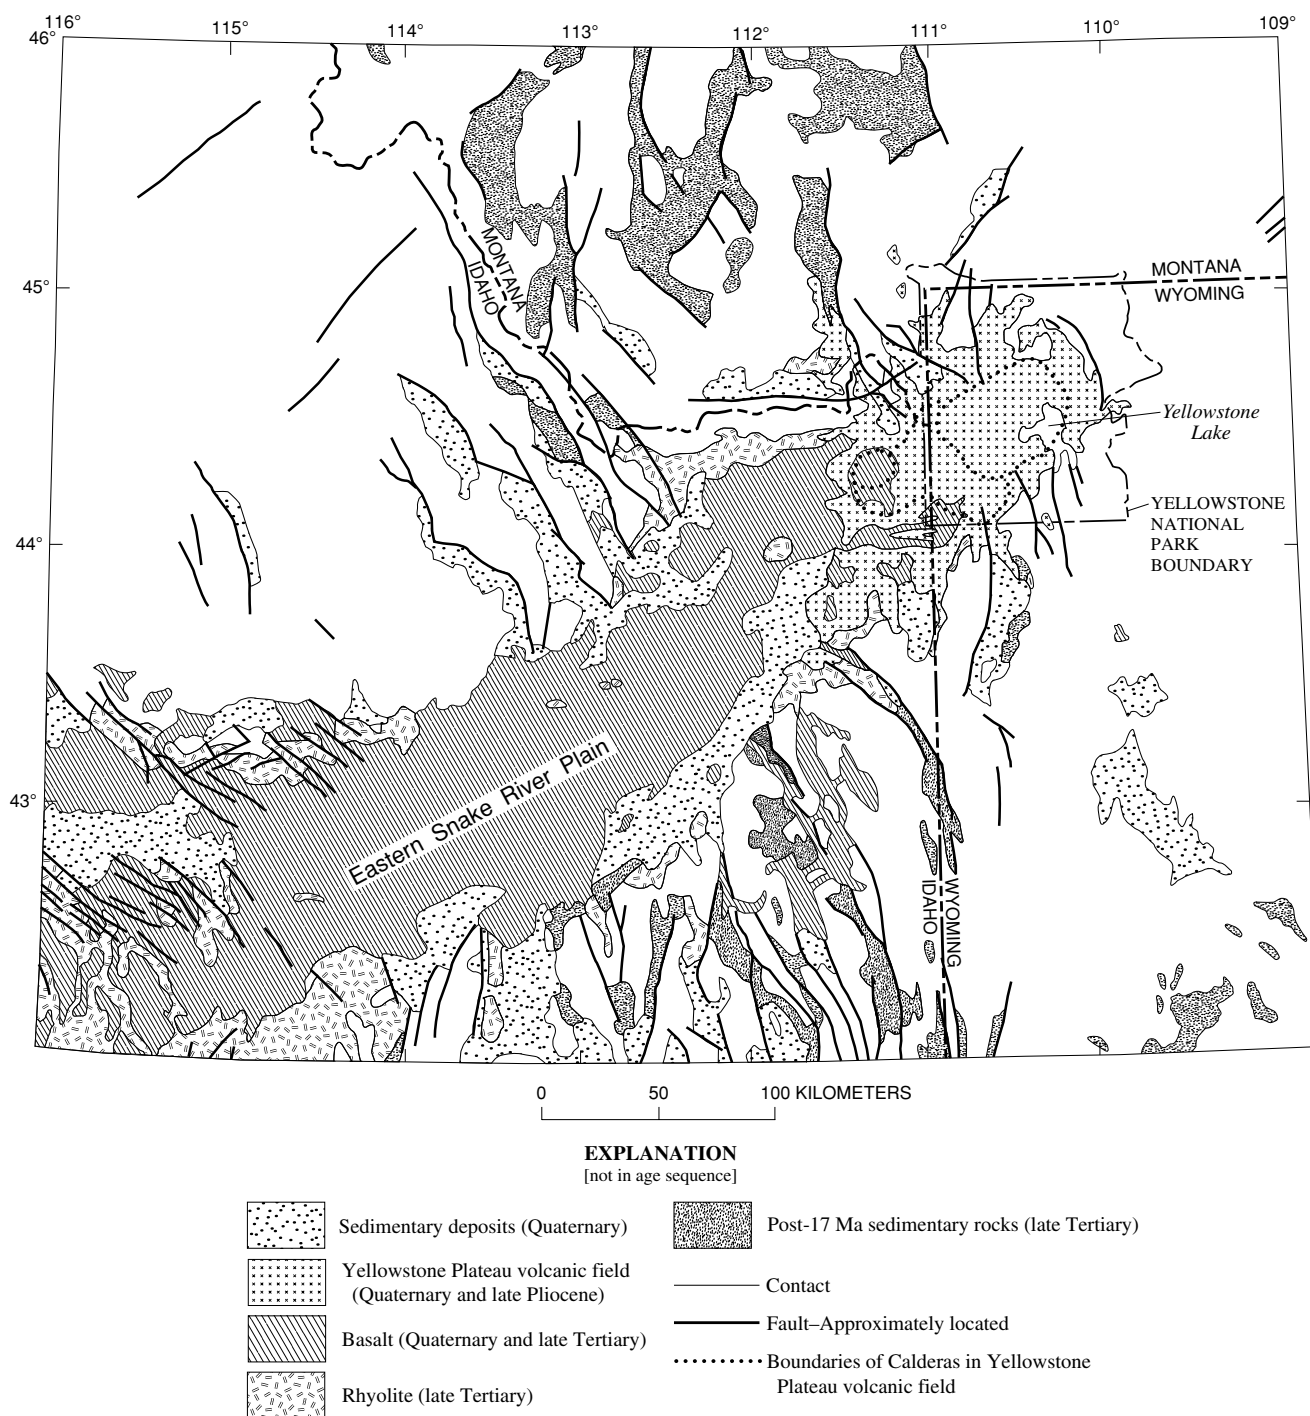 116°
115°
114°
113°
112°
111°
110°
109°
46°
45°
44°
43°
MONTANA
IDAHO
MONTANA
WYOMING
Yellowstone
Lake
YELLOWSTONE
NATIONAL
PARK
BOUNDARY
Eastern Snake River Plain
IDAHO
WYOMING
0 50 100 KILOMETERS
EXPLANATION
[not in age sequence]
Sedimentary deposits (Quaternary)
Yellowstone Plateau volcanic field
(Quaternary and late Pliocene)
Basalt (Quaternary and late Tertiary)
Rhyolite (late Tertiary)
Post-17 Ma sedimentary rocks (late Tertiary)
Contact
Fault–Approximately located
Boundaries of Calderas in Yellowstone
Plateau volcanic field